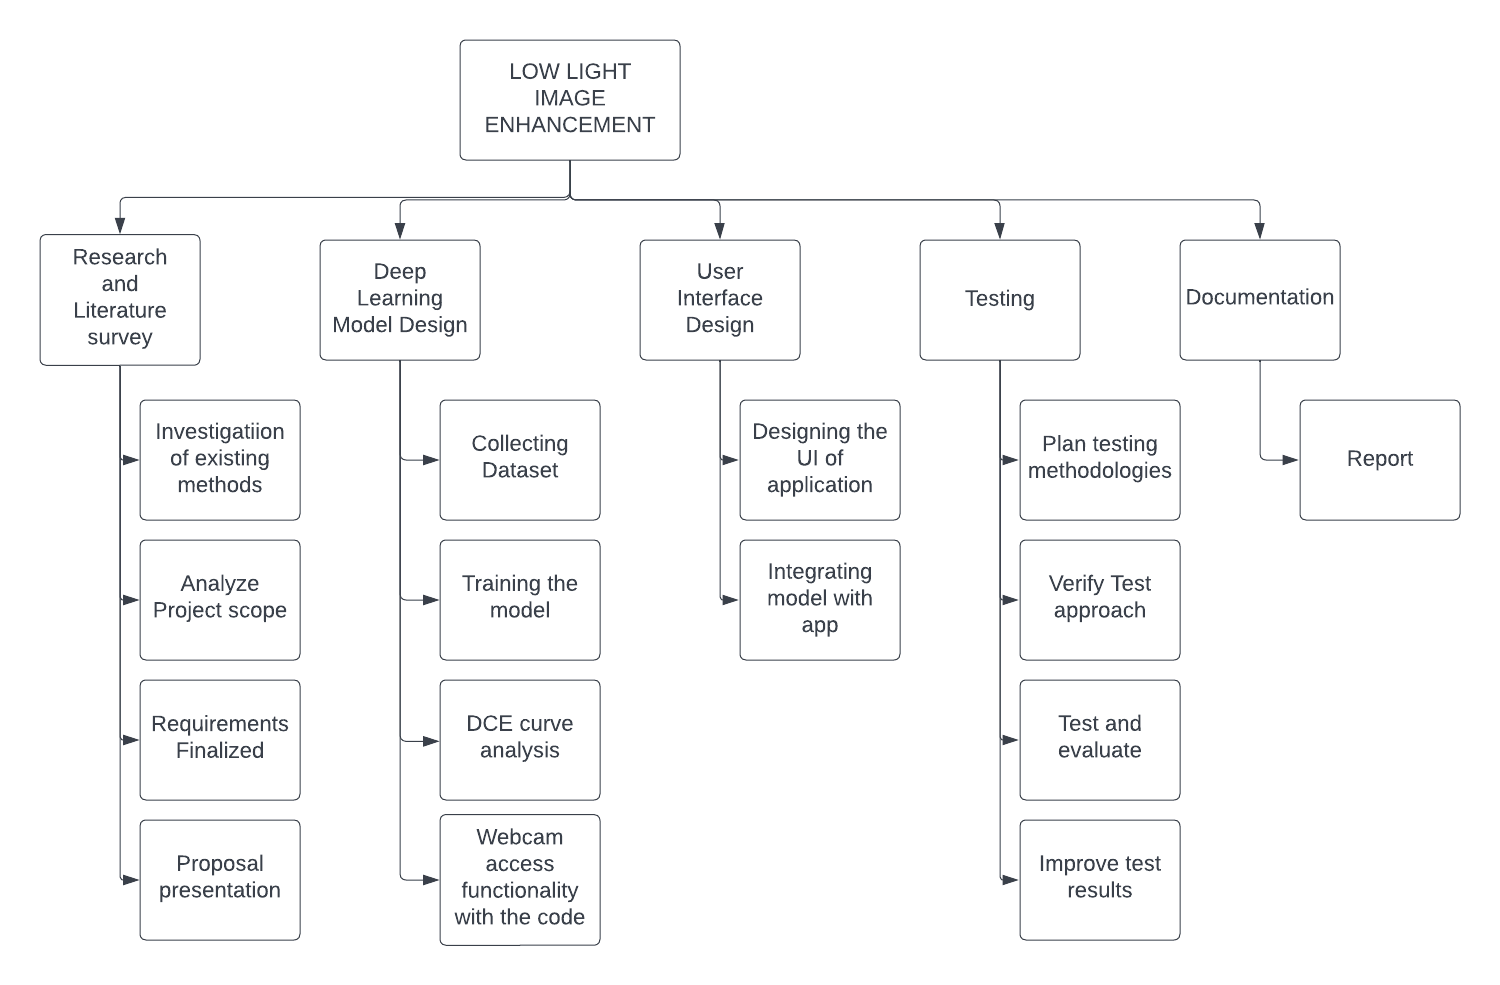 LOW LIGHT
IMAGE
ENHANCEMENT
Research
and
Literature
survey
Deep
Learning
Model Design
User
Interface
Design
Testing
Documentation
Investigatiion
of existing
methods
Analyze
Project scope
Requirements
Finalized
Proposal
presentation
Collecting
Dataset
Training the
model
DCE curve
analysis
Webcam
access
functionality
with the code
Designing the
UI of
application
Integrating
model with
app
Plan testing
methodologies
Verify Test
approach
Test and
evaluate
Improve test
results
Report